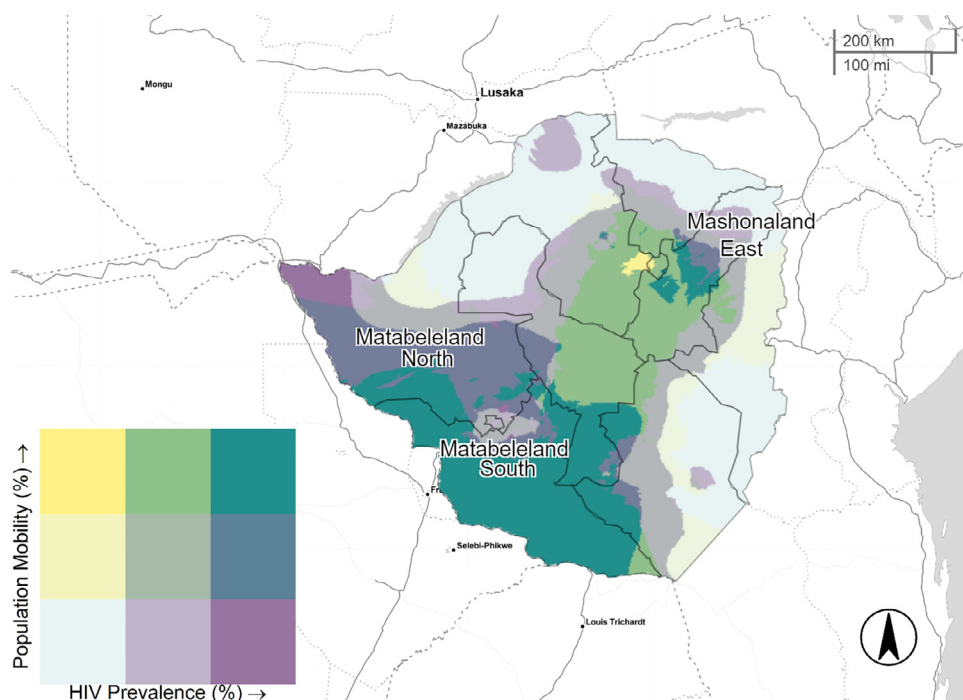 200 km
100 mi
Mongu
Lusaka
Mazabuka
Mashonaland
East
Matabeleland
North
Matabeleland
South
Fr
Selebi-Phikwe
Louis Trichardt
Population Mobility (%) →
HIV Prevalence (%) →